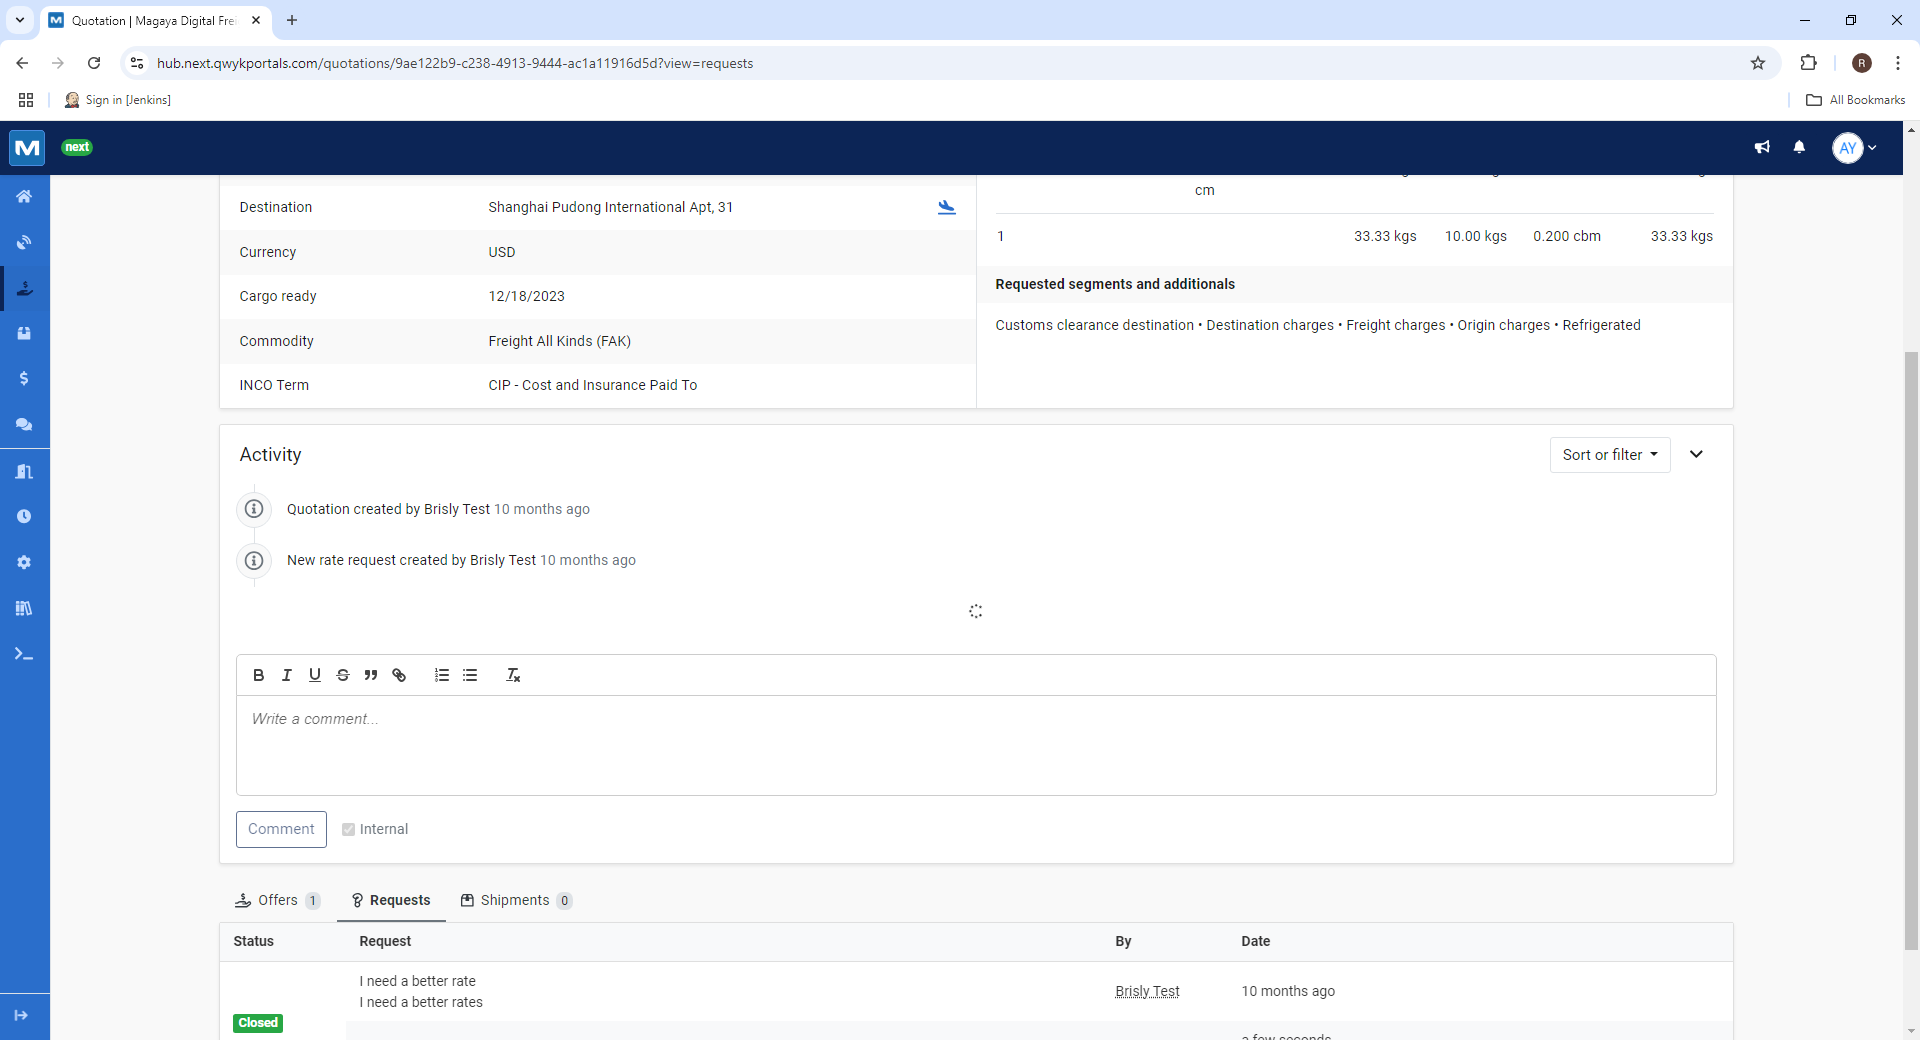 Quotation | Magaya Digital Frei
hub.next.qwykportals.com/quotations/9ae122b9-c238-4913-9444-ac1a11916d5d?view=requests
R
Sign in [Jenkins]
All Bookmarks
next
AY
Destination
Shanghai Pudong International Apt, 31
Currency
USD
Cargo ready
12/18/2023
Commodity
Freight All Kinds (FAK)
INCO Term
CIP - Cost and Insurance Paid To
cm
1 33.33 kgs 10.00 kgs 0.200 cbm 33.33 kgs
Requested segments and additionals
Customs clearance destination • Destination charges • Freight charges • Origin charges • Refrigerated
Activity
Sort or filter
Quotation created by Brisly Test 10 months ago
New rate request created by Brisly Test 10 months ago
Write a comment...
Comment
Internal
Offers 1
Requests
Shipments 0
Status Request By Date
I need a better rate
I need a better rates
Brisly Test
10 months ago
Closed
a few seconds